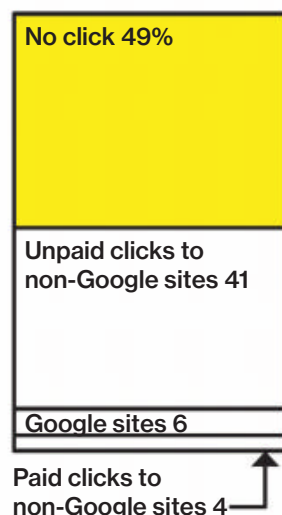 No click 49%
Unpaid clicks to
non-Google sites 41
Google sites 6
Paid clicks to
non-Google sites 4